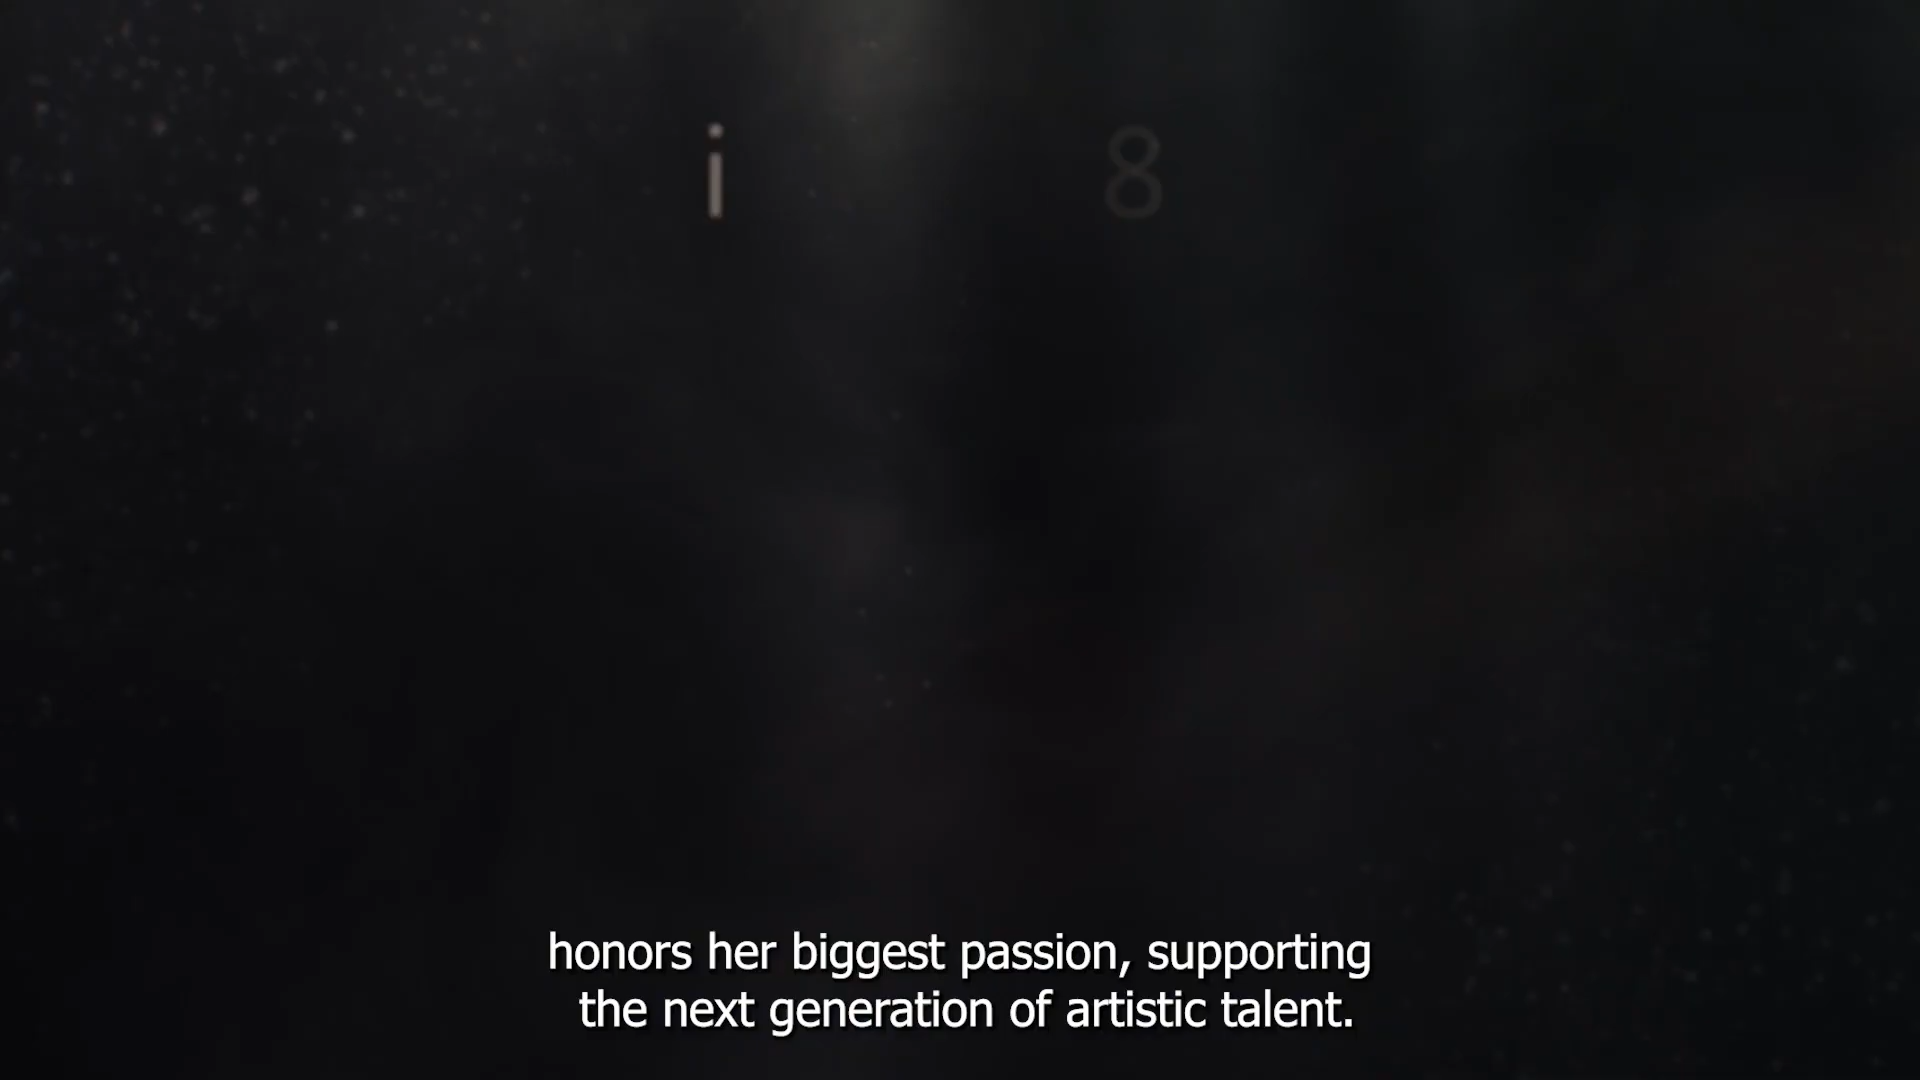 i 8
honors her biggest passion, supporting
the next generation of artistic talent.